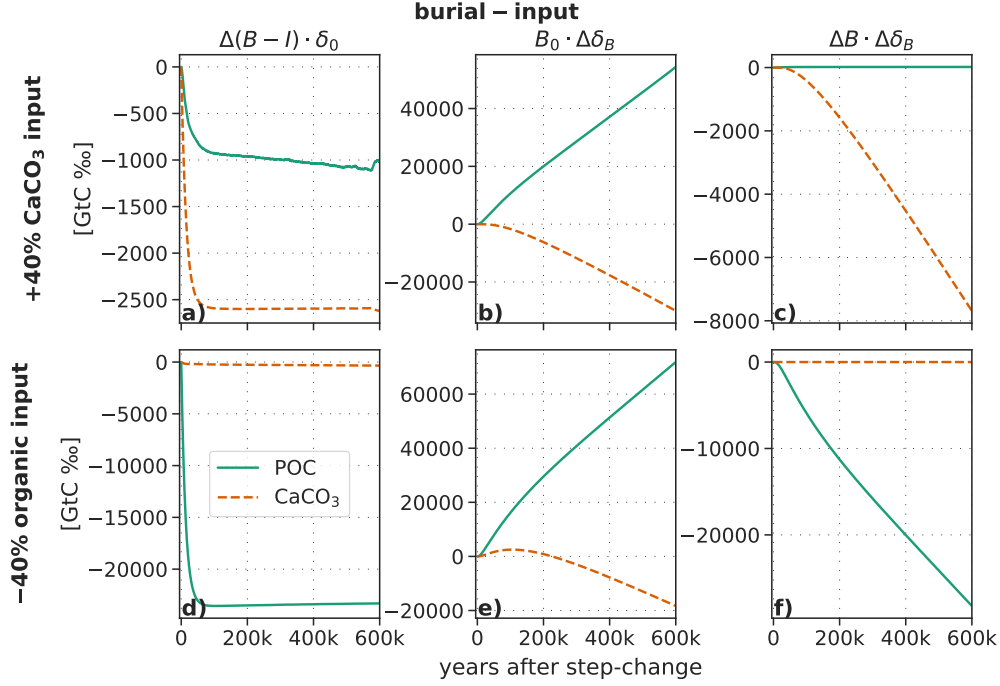 burial − input
Δ(B − I) · δ₀
B₀ · Δδ_B
ΔB · Δδ_B
+40% CaCO₃ input
[GtC ‰]
0
−500
−1000
−1500
−2000
−2500
a)
40000
20000
0
−20000
b)
0
−2000
−4000
−6000
−8000
c)
−40% organic input
[GtC ‰]
0
−5000
−10000
−15000
−20000
d)
POC
CaCO₃
0
200k
400k
600k
60000
40000
20000
0
−20000
e)
0
200k
400k
600k
0
−10000
−20000
f)
0
200k
400k
600k
years after step-change